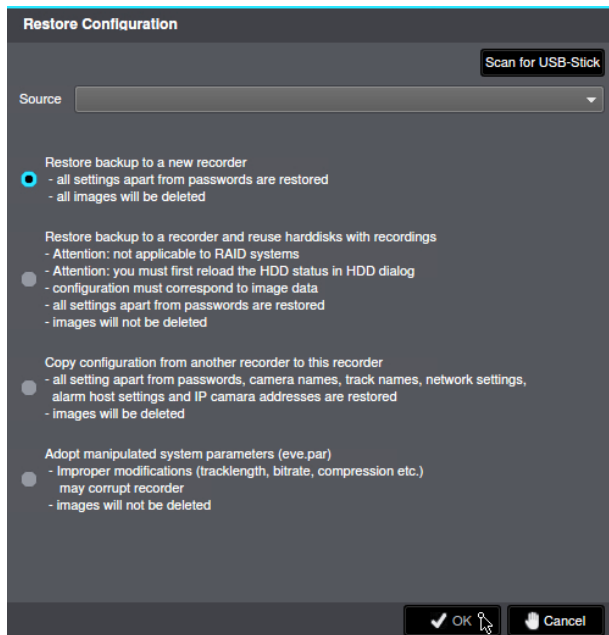 Restore Configuration
Scan for USB-Stick
Source
Restore backup to a new recorder
- all settings apart from passwords are restored
- all images will be deleted
Restore backup to a recorder and reuse harddisks with recordings
- Attention: not applicable to RAID systems
- Attention: you must first reload the HDD status in HDD dialog
- configuration must correspond to image data
- all settings apart from passwords are restored
- images will not be deleted
Copy configuration from another recorder to this recorder
- all setting apart from passwords, camera names, track names, network settings,
alarm host settings and IP camara addresses are restored
- images will be deleted
Adopt manipulated system parameters (eve.par)
- Improper modifications (tracklength, bitrate, compression etc.)
may corrupt recorder
- images will not be deleted
OK
Cancel